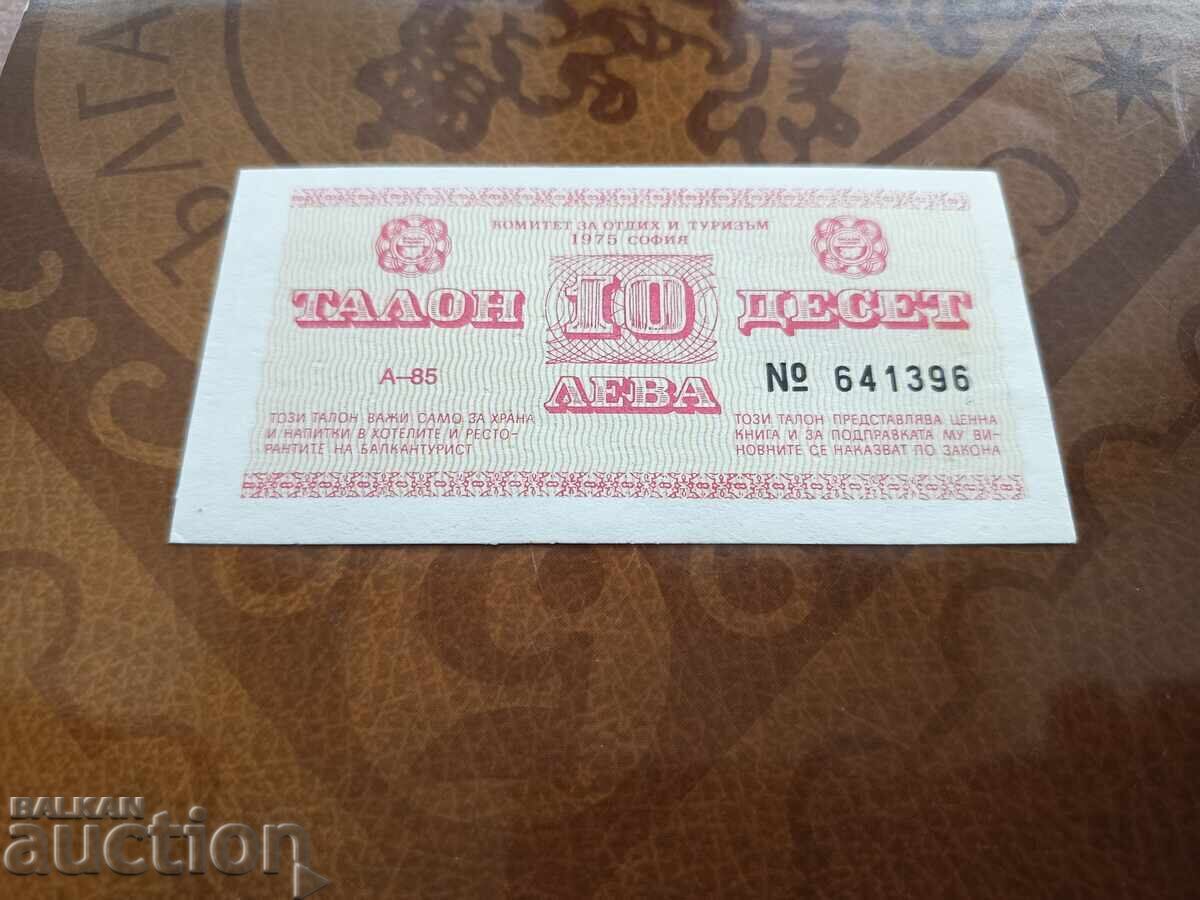 КОМИТЕТ ЗА ОТДИХ И ТУРИЗЪМ
1975 СОФИЯ
ТАЛОН 10 ДЕСЕТ
ЛЕВА
А–85
№ 641396
ТОЗИ ТАЛОН ВАЖИ САМО ЗА ХРАНА
И НАПИТКИ В ХОТЕЛИТЕ И РЕСТО-
РАНТИТЕ НА БАЛКАНТУРИСТ
ТОЗИ ТАЛОН ПРЕДСТАВЛЯВА ЦЕННА
КНИГА И ЗА ПОДПРАВКАТА МУ ВИ-
НОВНИТЕ СЕ НАКАЗВАТ ПО ЗАКОНА
BALKAN
auction